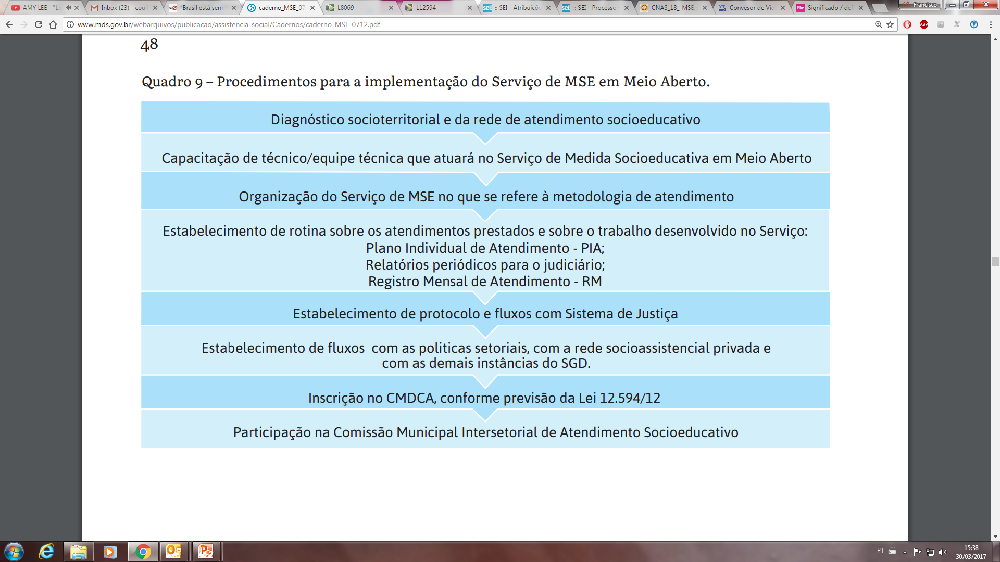 AMY LEE - "Lo
Inbox (23) - coul
"Brasil está sem
caderno_MSE_07
L8069
L12594
:: SEI - Atribuiçõe
:: SEI - Processo
CNAS_18_-MSE.p
Convesor de Vid
Significado / def
Francisco
www.mds.gov.br/webarquivos/publicacao/assistencia_social/Cadernos/caderno_MSE_0712.pdf
48
Quadro 9 – Procedimentos para a implementação do Serviço de MSE em Meio Aberto.
Diagnóstico socioterritorial e da rede de atendimento socioeducativo
Capacitação de técnico/equipe técnica que atuará no Serviço de Medida Socioeducativa em Meio Aberto
Organização do Serviço de MSE no que se refere à metodologia de atendimento
Estabelecimento de rotina sobre os atendimentos prestados e sobre o trabalho desenvolvido no Serviço:
Plano Individual de Atendimento - PIA;
Relatórios periódicos para o judiciário;
Registro Mensal de Atendimento - RM
Estabelecimento de protocolo e fluxos com Sistema de Justiça
Estabelecimento de fluxos com as politicas setoriais, com a rede socioassistencial privada e
com as demais instâncias do SGD.
Inscrição no CMDCA, conforme previsão da Lei 12.594/12
Participação na Comissão Municipal Intersetorial de Atendimento Socioeducativo
PT
15:38
30/03/2017